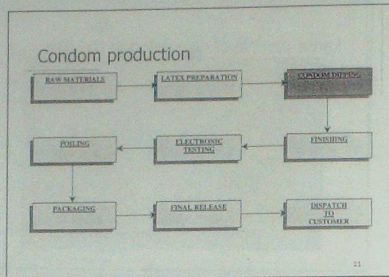 Condom production
RAW MATERIALS
LATEX PREPARATION
CONDOM DIPPING
FOILING
ELECTRONIC
TESTING
FINISHING
PACKAGING
FINAL RELEASE
DISPATCH
TO
CUSTOMER
21